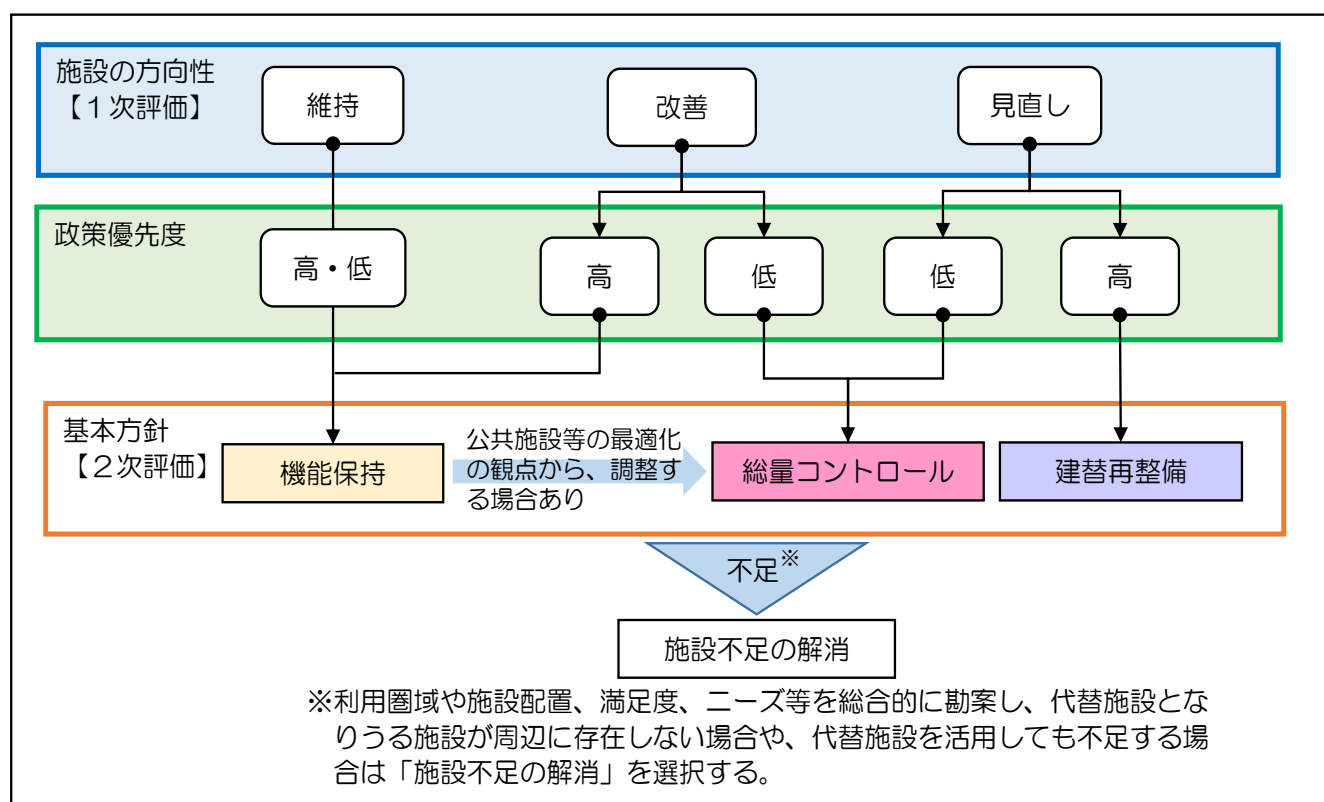 施設の方向性
【１次評価】
維持
改善
見直し
政策優先度
高・低
高
低
低
高
基本方針
【２次評価】
機能保持
公共施設等の最適化
の観点から、調整す
る場合あり
総量コントロール
建替再整備
不足※
施設不足の解消
※利用圏域や施設配置、満足度、ニーズ等を総合的に勘案し、代替施設とな
りうる施設が周辺に存在しない場合や、代替施設を活用しても不足する場
合は「施設不足の解消」を選択する。